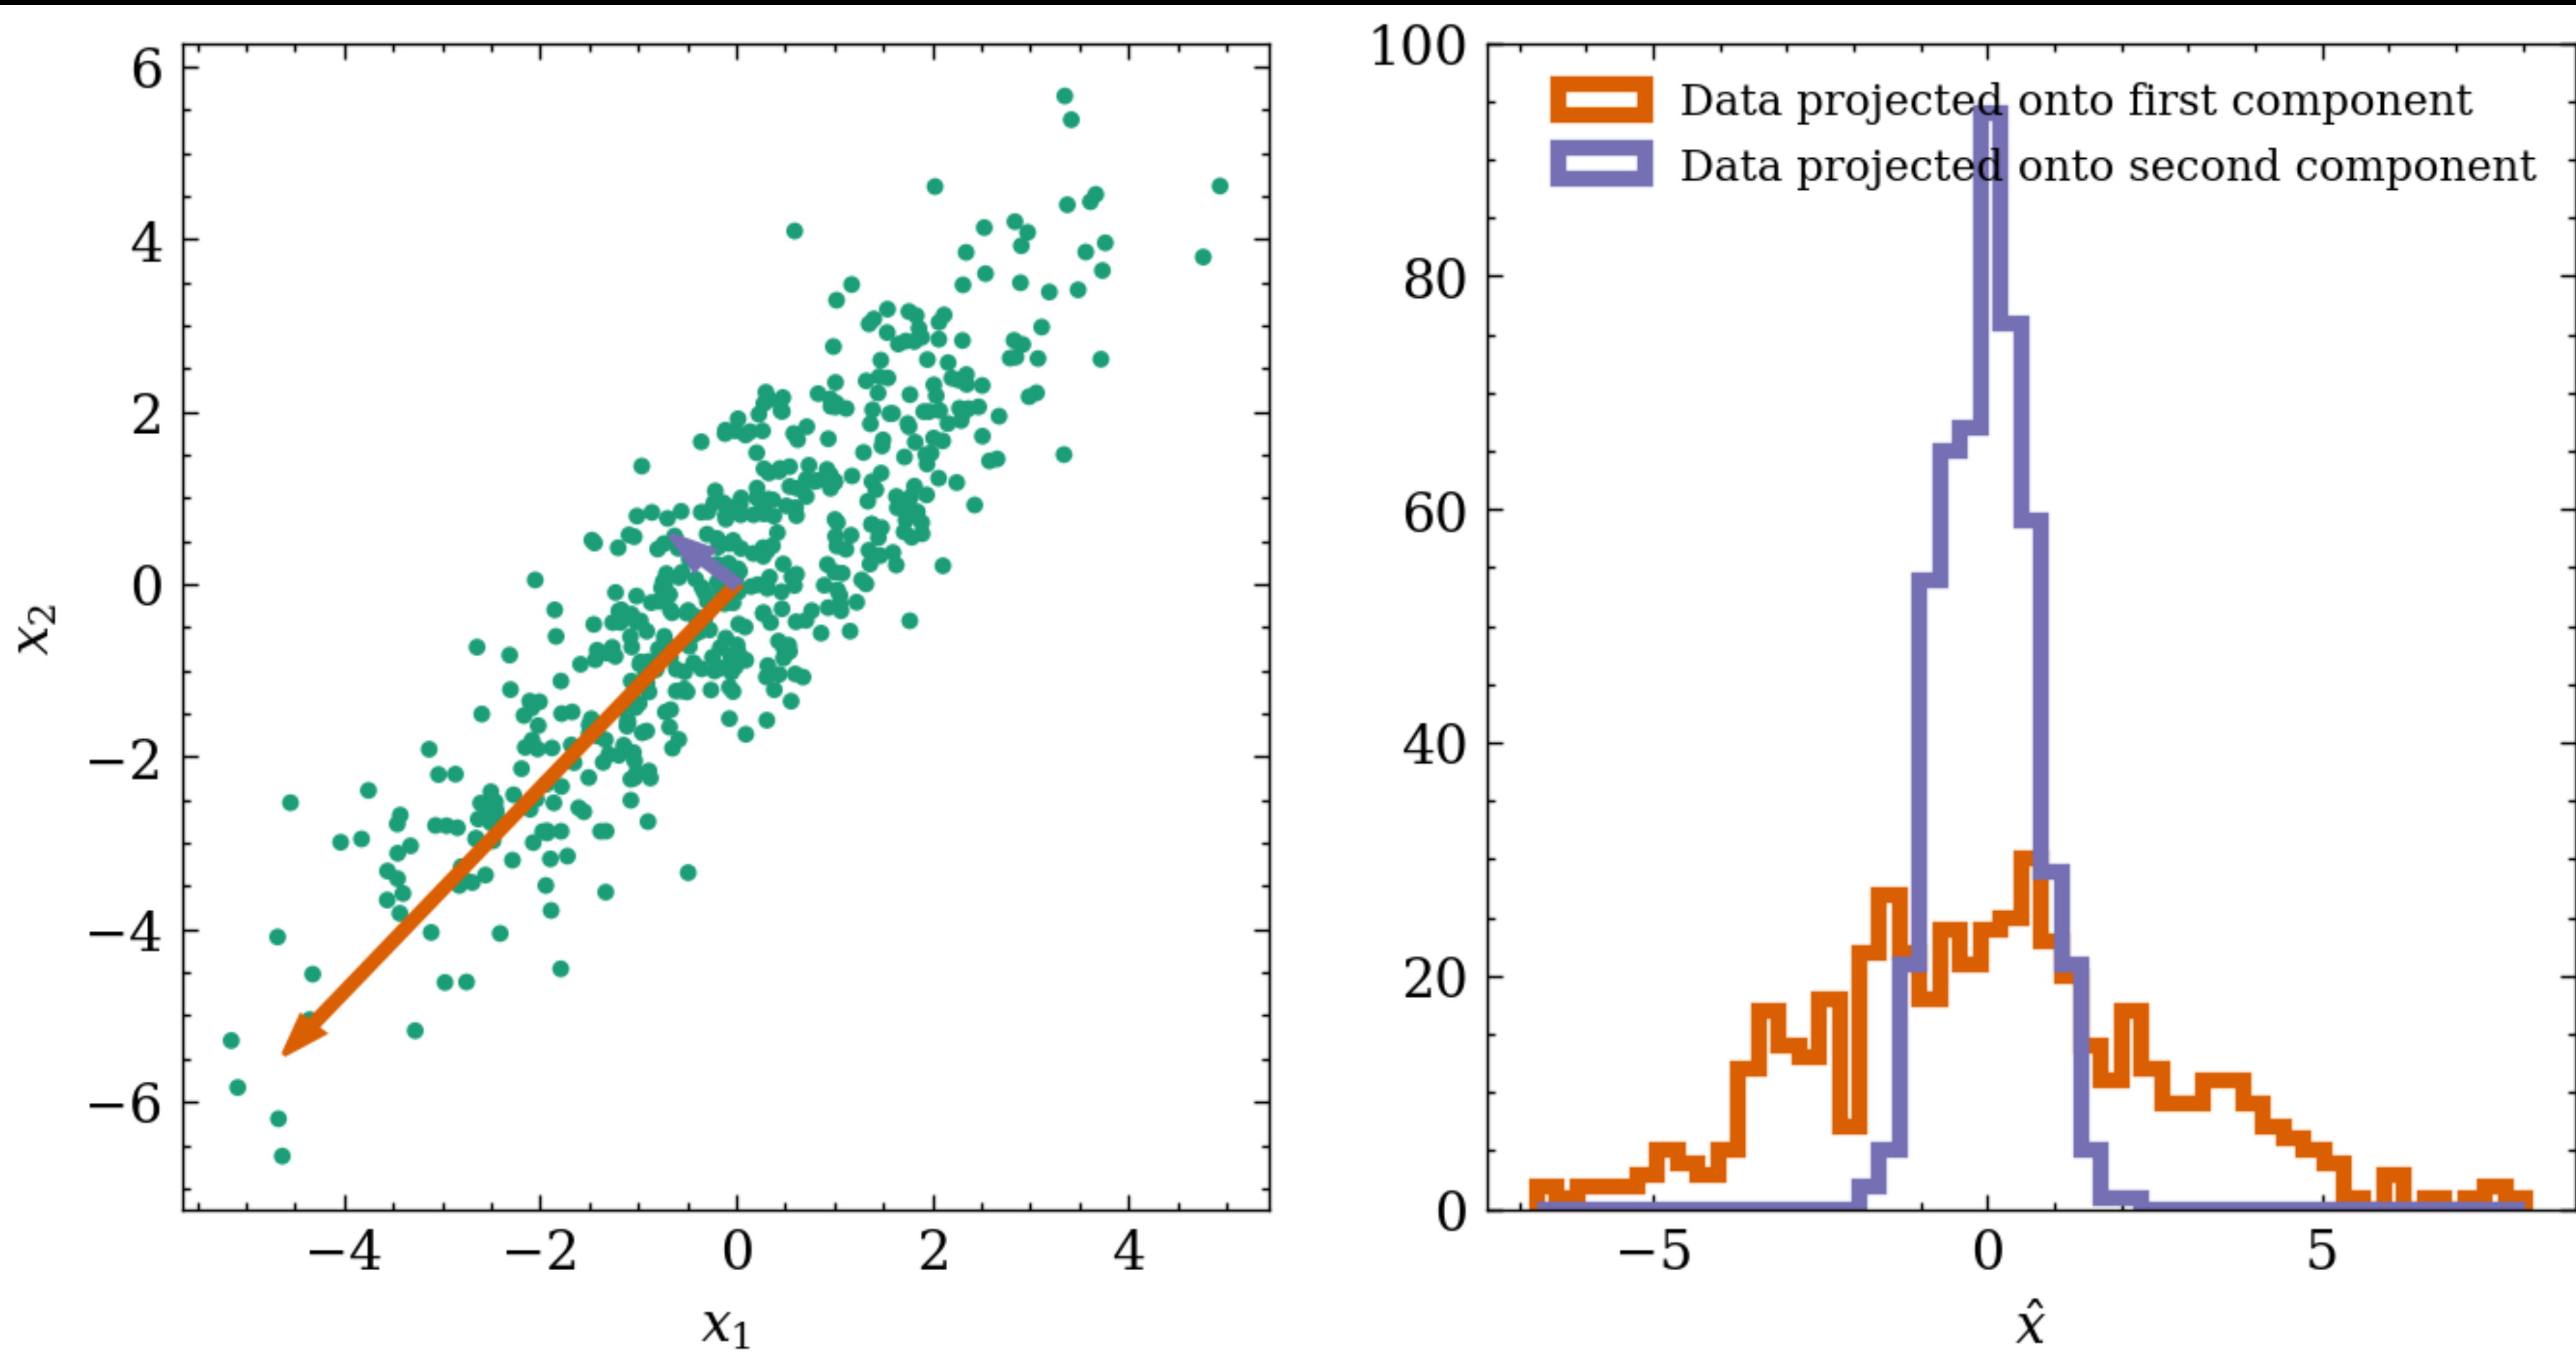 6
4
2
0
−2
−4
−6
x₂
−4 −2 0 2 4
x₁
100
80
60
40
20
0
Data projected onto first component
Data projected onto second component
−5 0 5
x̂